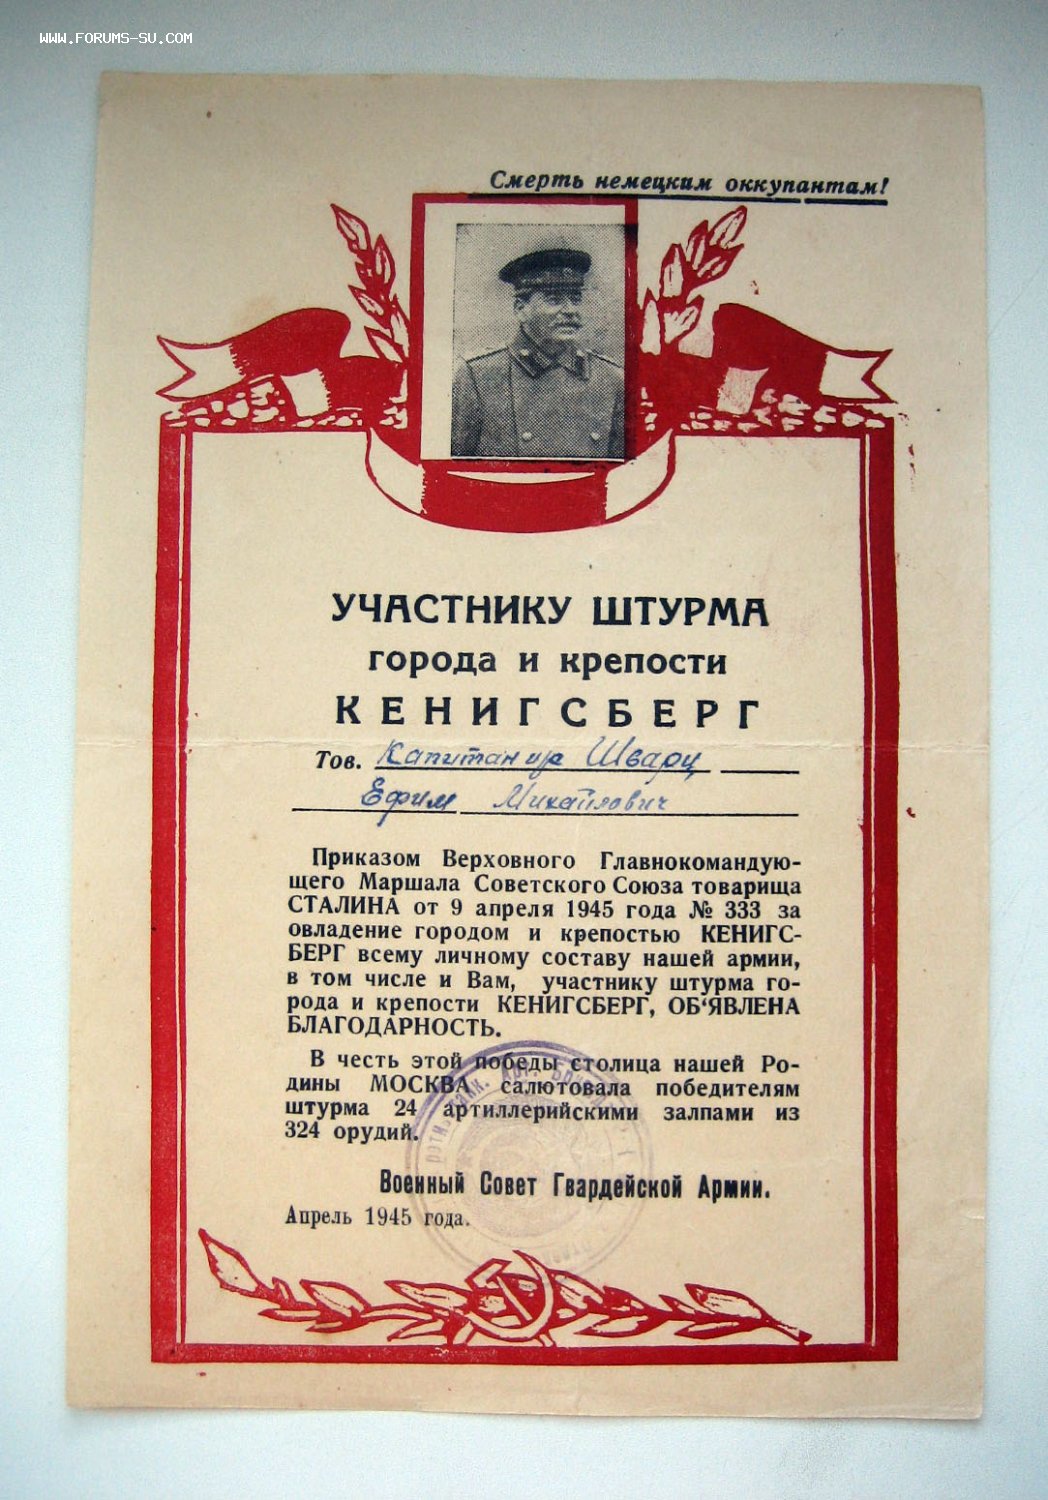 WWW.FORUMS-SU.COM
Смерть немецким оккупантам!
УЧАСТНИКУ ШТУРМА
города и крепости
КЕНИГСБЕРГ
Тов. Капитан Шварц
Ефим Михайлович
Приказом Верховного Главнокомандую-
щего Маршала Советского Союза товарища
СТАЛИНА от 9 апреля 1945 года № 333 за
овладение городом и крепостью КЕНИГС-
БЕРГ всему личному составу нашей армии,
в том числе и Вам, участнику штурма го-
рода и крепости КЕНИГСБЕРГ, ОБ‘ЯВЛЕНА
БЛАГОДАРНОСТЬ.
В честь этой победы столица нашей Ро-
дины МОСКВА салютовала победителям
штурма 24 артиллерийскими залпами из
324 орудий.
Военный Совет Гвардейской Армии.
Апрель 1945 года.